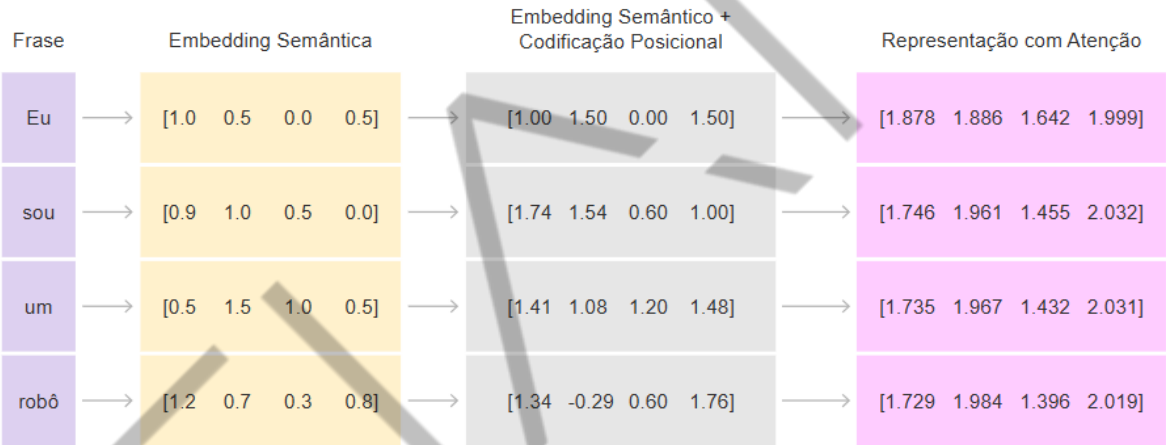 Frase
Embedding Semântica
Embedding Semântico +
Codificação Posicional
Representação com Atenção
Eu [1.0 0.5 0.0 0.5] [1.00 1.50 0.00 1.50] [1.878 1.886 1.642 1.999]
sou [0.9 1.0 0.5 0.0] [1.74 1.54 0.60 1.00] [1.746 1.961 1.455 2.032]
um [0.5 1.5 1.0 0.5] [1.41 1.08 1.20 1.48] [1.735 1.967 1.432 2.031]
robô [1.2 0.7 0.3 0.8] [1.34 -0.29 0.60 1.76] [1.729 1.984 1.396 2.019]